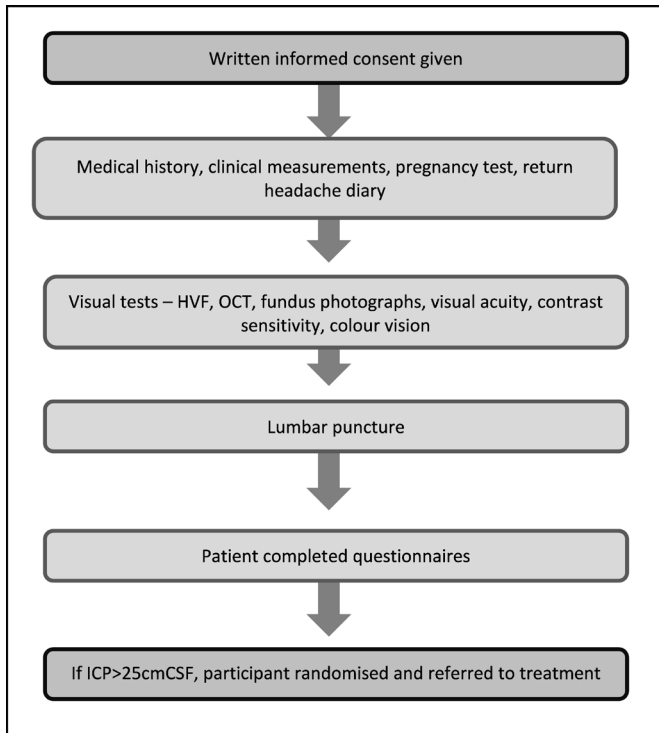 Written informed consent given
Medical history, clinical measurements, pregnancy test, return
headache diary
Visual tests – HVF, OCT, fundus photographs, visual acuity, contrast
sensitivity, colour vision
Lumbar puncture
Patient completed questionnaires
If ICP>25cmCSF, participant randomised and referred to treatment